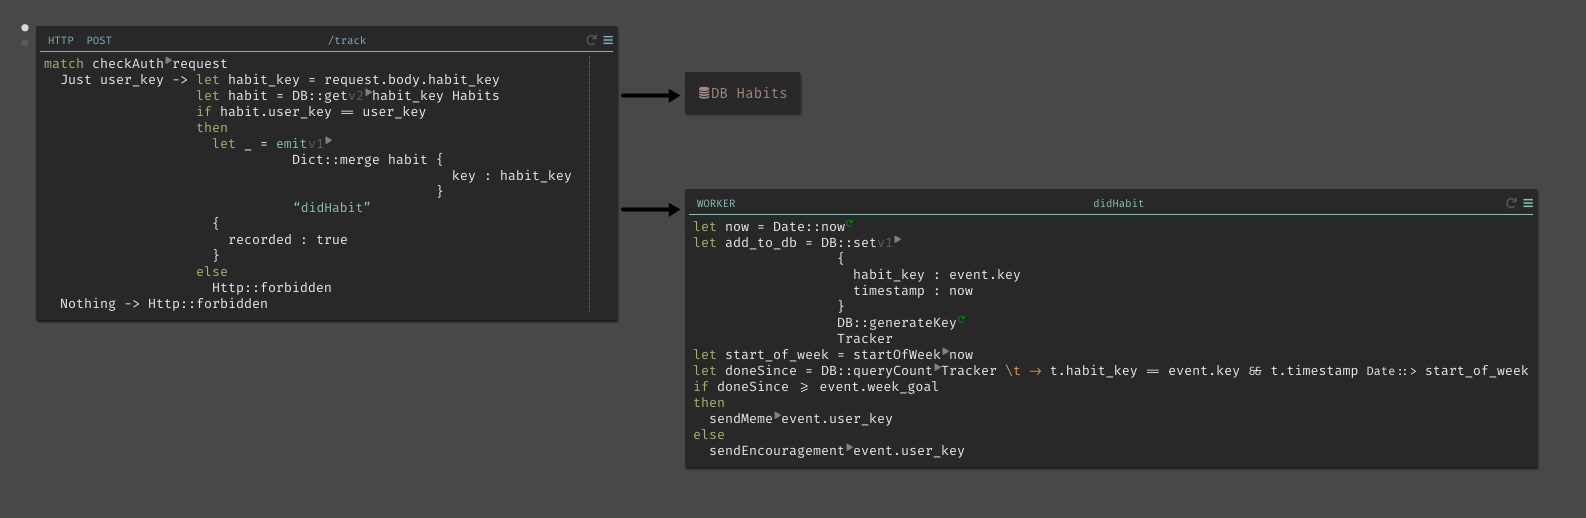 HTTP POST /track
match checkAuth request
Just user_key -> let habit_key = request.body.habit_key
let habit = DB::getv2 habit_key Habits
if habit.user_key == user_key
then
let _ = emitv1
Dict::merge habit {
key : habit_key
}
“didHabit”
{
recorded : true
}
else
Http::forbidden
Nothing -> Http::forbidden
DB Habits
WORKER didHabit
let now = Date::now
let add_to_db = DB::setv1
{
habit_key : event.key
timestamp : now
}
DB::generateKey
Tracker
let start_of_week = startOfWeek now
let doneSince = DB::queryCount Tracker \t -> t.habit_key == event.key && t.timestamp Date::> start_of_week
if doneSince >= event.week_goal
then
sendMeme event.user_key
else
sendEncouragement event.user_key